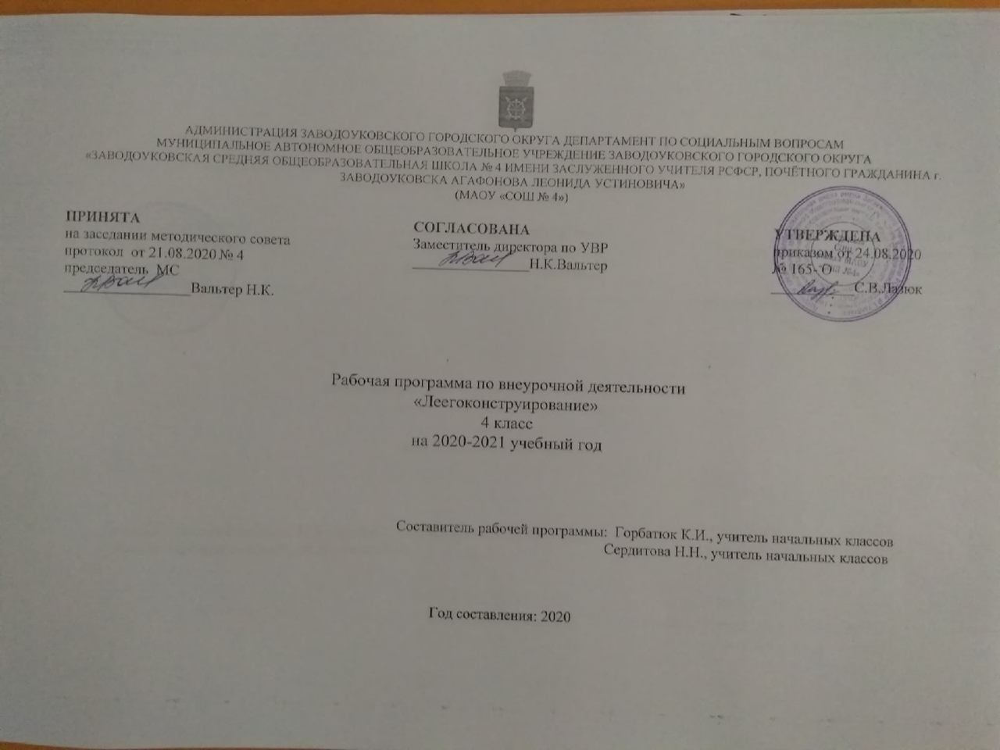 АДМИНИСТРАЦИЯ ЗАВОДОУКОВСКОГО ГОРОДСКОГО ОКРУГА ДЕПАРТАМЕНТ ПО СОЦИАЛЬНЫМ ВОПРОСАМ
МУНИЦИПАЛЬНОЕ АВТОНОМНОЕ ОБЩЕОБРАЗОВАТЕЛЬНОЕ УЧРЕЖДЕНИЕ ЗАВОДОУКОВСКОГО ГОРОДСКОГО ОКРУГА
«ЗАВОДОУКОВСКАЯ СРЕДНЯЯ ОБЩЕОБРАЗОВАТЕЛЬНАЯ ШКОЛА № 4 ИМЕНИ ЗАСЛУЖЕННОГО УЧИТЕЛЯ РСФСР, ПОЧЁТНОГО ГРАЖДАНИНА г.
ЗАВОДОУКОВСКА АГАФОНОВА ЛЕОНИДА УСТИНОВИЧА»
(МАОУ «СОШ № 4»)
ПРИНЯТА
на заседании методического совета
протокол от 21.08.2020 № 4
председатель МС
Вальтер Н.К.
СОГЛАСОВАНА
Заместитель директора по УВР
Н.К.Вальтер
УТВЕРЖДЕНА
приказом от 24.08.2020
№ 165- О
С.В.Лазюк
Рабочая программа по внеурочной деятельности
«Леегоконструирование»
4 класс
на 2020-2021 учебный год
Составитель рабочей программы: Горбатюк К.И., учитель начальных классов
Сердитова Н.Н., учитель начальных классов
Год составления: 2020